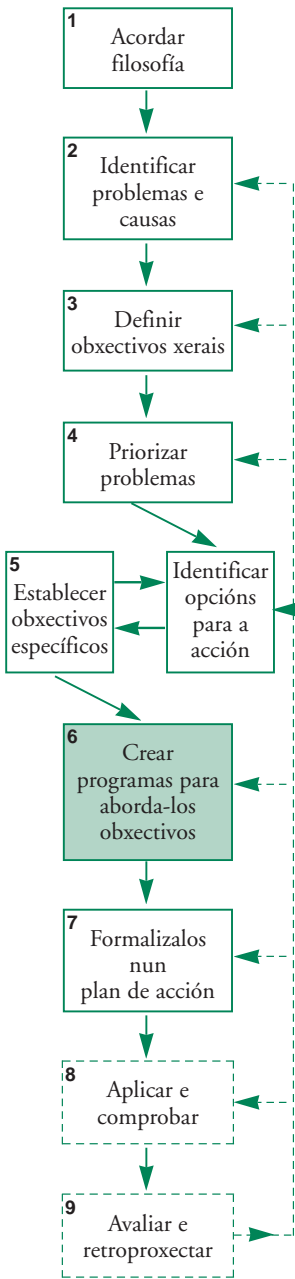 1
Acordar
filosofía
2
Identificar
problemas e
causas
3
Definir
obxectivos xerais
4
Priorizar
problemas
5
Establecer
obxectivos
específicos
Identificar
opcións
para a
acción
6
Crear
programas para
aborda-los
obxectivos
7
Formalizalos
nun
plan de acción
8
Aplicar e
comprobar
9
Avaliar e
retroproxectar